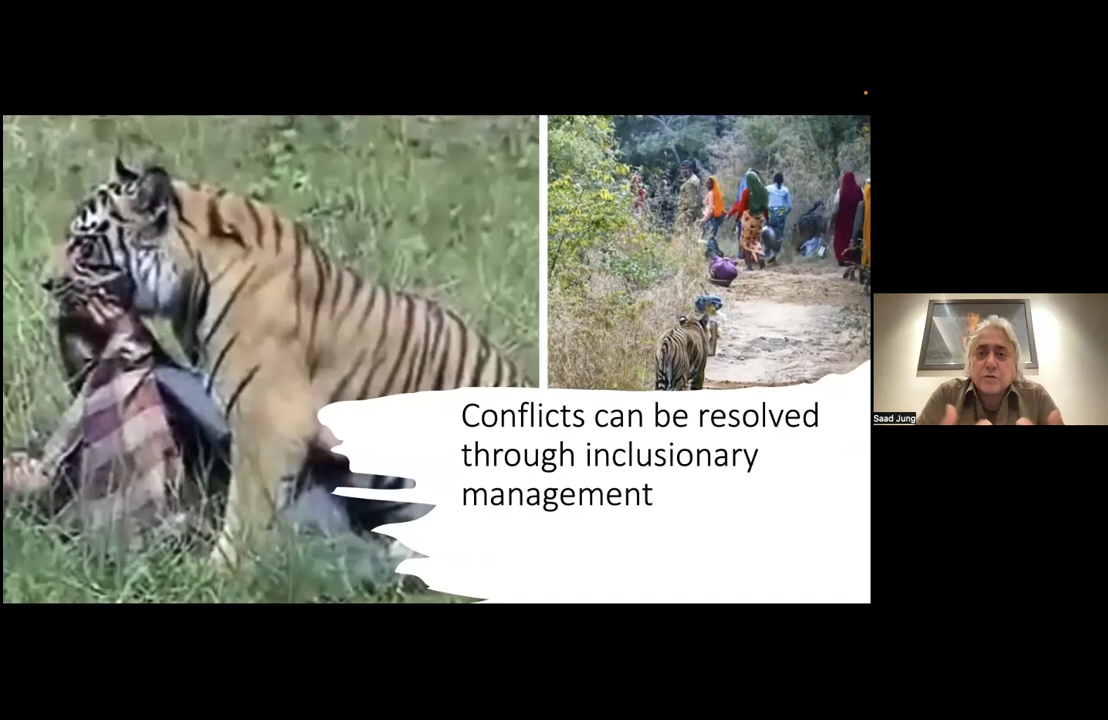 Conflicts can be resolved
through inclusionary
management
Saad Jung